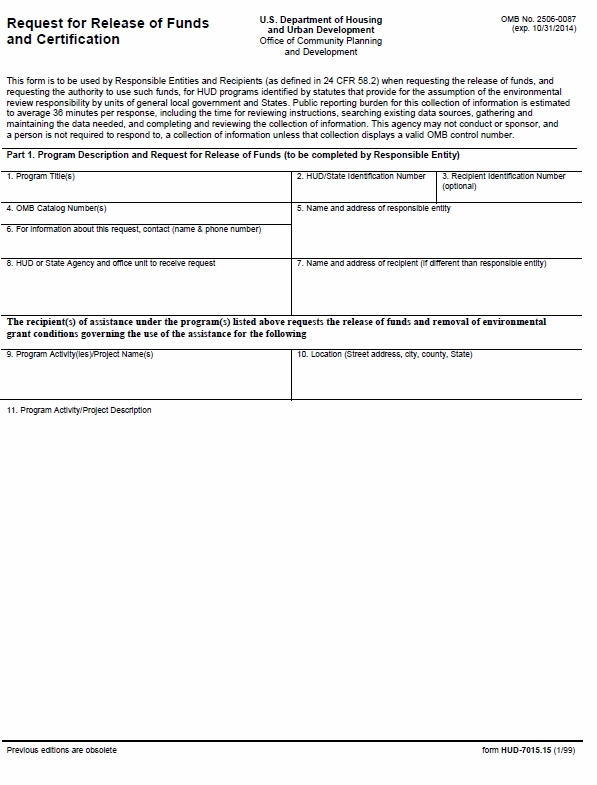 Request for Release of Funds
and Certification
U.S. Department of Housing
and Urban Development
Office of Community Planning
and Development
OMB No. 2506-0087
(exp. 10/31/2014)
This form is to be used by Responsible Entities and Recipients (as defined in 24 CFR 58.2) when requesting the release of funds, and
requesting the authority to use such funds, for HUD programs identified by statutes that provide for the assumption of the environmental
review responsibility by units of general local government and States. Public reporting burden for this collection of information is estimated
to average 36 minutes per response, including the time for reviewing instructions, searching existing data sources, gathering and
maintaining the data needed, and completing and reviewing the collection of information. This agency may not conduct or sponsor, and
a person is not required to respond to, a collection of information unless that collection displays a valid OMB control number.
Part 1. Program Description and Request for Release of Funds (to be completed by Responsible Entity)
1. Program Title(s)
2. HUD/State Identification Number
3. Recipient Identification Number
(optional)
4. OMB Catalog Number(s)
5. Name and address of responsible entity
6. For information about this request, contact (name & phone number)
8. HUD or State Agency and office unit to receive request
7. Name and address of recipient (if different than responsible entity)
The recipient(s) of assistance under the program(s) listed above requests the release of funds and removal of environmental
grant conditions governing the use of the assistance for the following
9. Program Activity(ies)/Project Name(s)
10. Location (Street address, city, county, State)
11. Program Activity/Project Description
Previous editions are obsolete
form HUD-7015.15 (1/99)